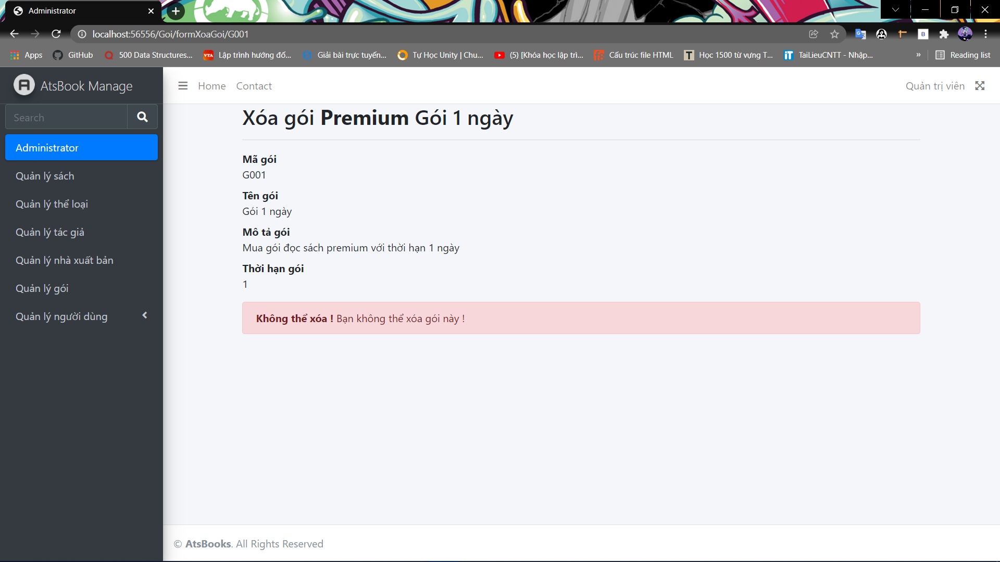 Administrator
localhost:56556/Goi/formXoaGoi/G001
Apps
GitHub
500 Data Structures...
Lập trình hướng đố...
Giải bài trực tuyến...
Tự Học Unity | Chu...
(5) [Khóa học lập trì...
Cấu trúc file HTML
Học 1500 từ vựng T...
TaiLieuCNTT - Nhập...
»
Reading list
AtsBook Manage
Home
Contact
Quản trị viên
Search
Administrator
Quản lý sách
Quản lý thể loại
Quản lý tác giả
Quản lý nhà xuất bản
Quản lý gói
Quản lý người dùng
Xóa gói Premium Gói 1 ngày
Mã gói
G001
Tên gói
Gói 1 ngày
Mô tả gói
Mua gói đọc sách premium với thời hạn 1 ngày
Thời hạn gói
1
Không thể xóa ! Bạn không thể xóa gói này !
© AtsBooks. All Rights Reserved